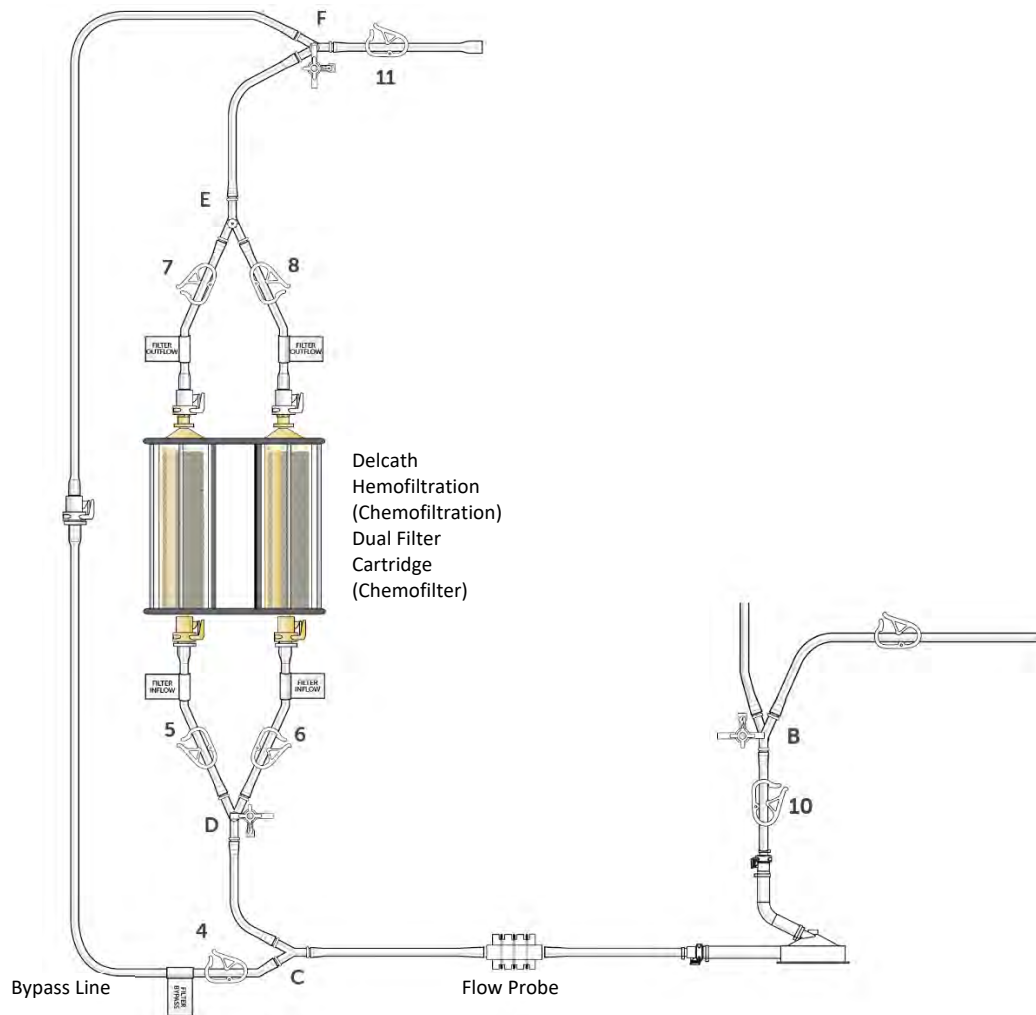 F
11
E
7
8
FILTER
OUTFLOW
FILTER
OUTFLOW
Delcath
Hemofiltration
(Chemofiltration)
Dual Filter
Cartridge
(Chemofilter)
FILTER
INFLOW
FILTER
INFLOW
5
6
B
10
D
4
C
Bypass Line
FILTER
BYPASS
Flow Probe